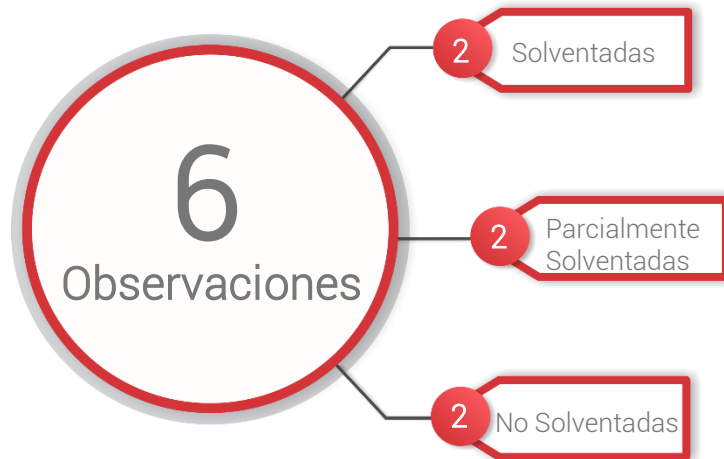 6
Observaciones
2
Solventadas
2
Parcialmente
Solventadas
2
No Solventadas